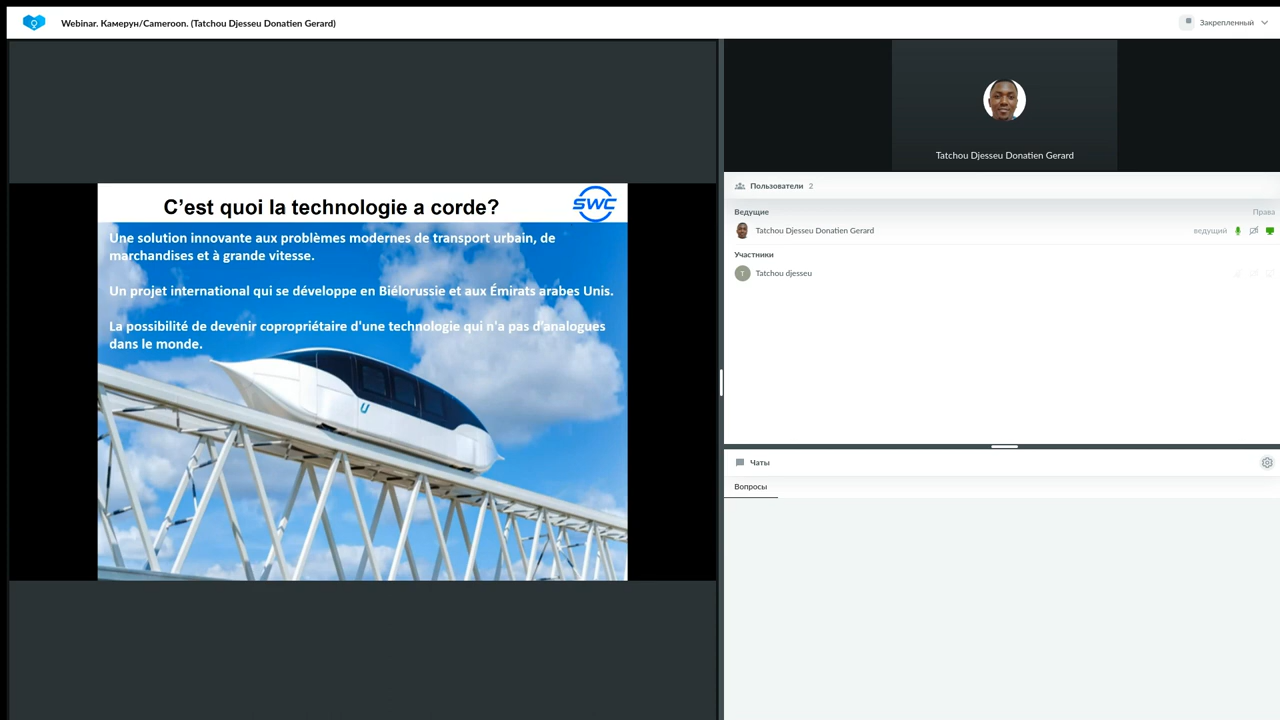 Webinar. Камерун/Cameroon. (Tatchou Djesseu Donatien Gerard)
Закрепленный
C'est quoi la technologie a corde?
SWC
Une solution innovante aux problèmes modernes de transport urbain, de
marchandises et à grande vitesse.
Un projet international qui se développe en Biélorussie et aux Émirats arabes Unis.
La possibilité de devenir copropriétaire d'une technologie qui n'a pas d'analogues
dans le monde.
U
Tatchou Djesseu Donatien Gerard
Пользователи 2
Ведущие Права
Tatchou Djesseu Donatien Gerard ведущий
Участники
T Tatchou djesseu
Чаты
Вопросы